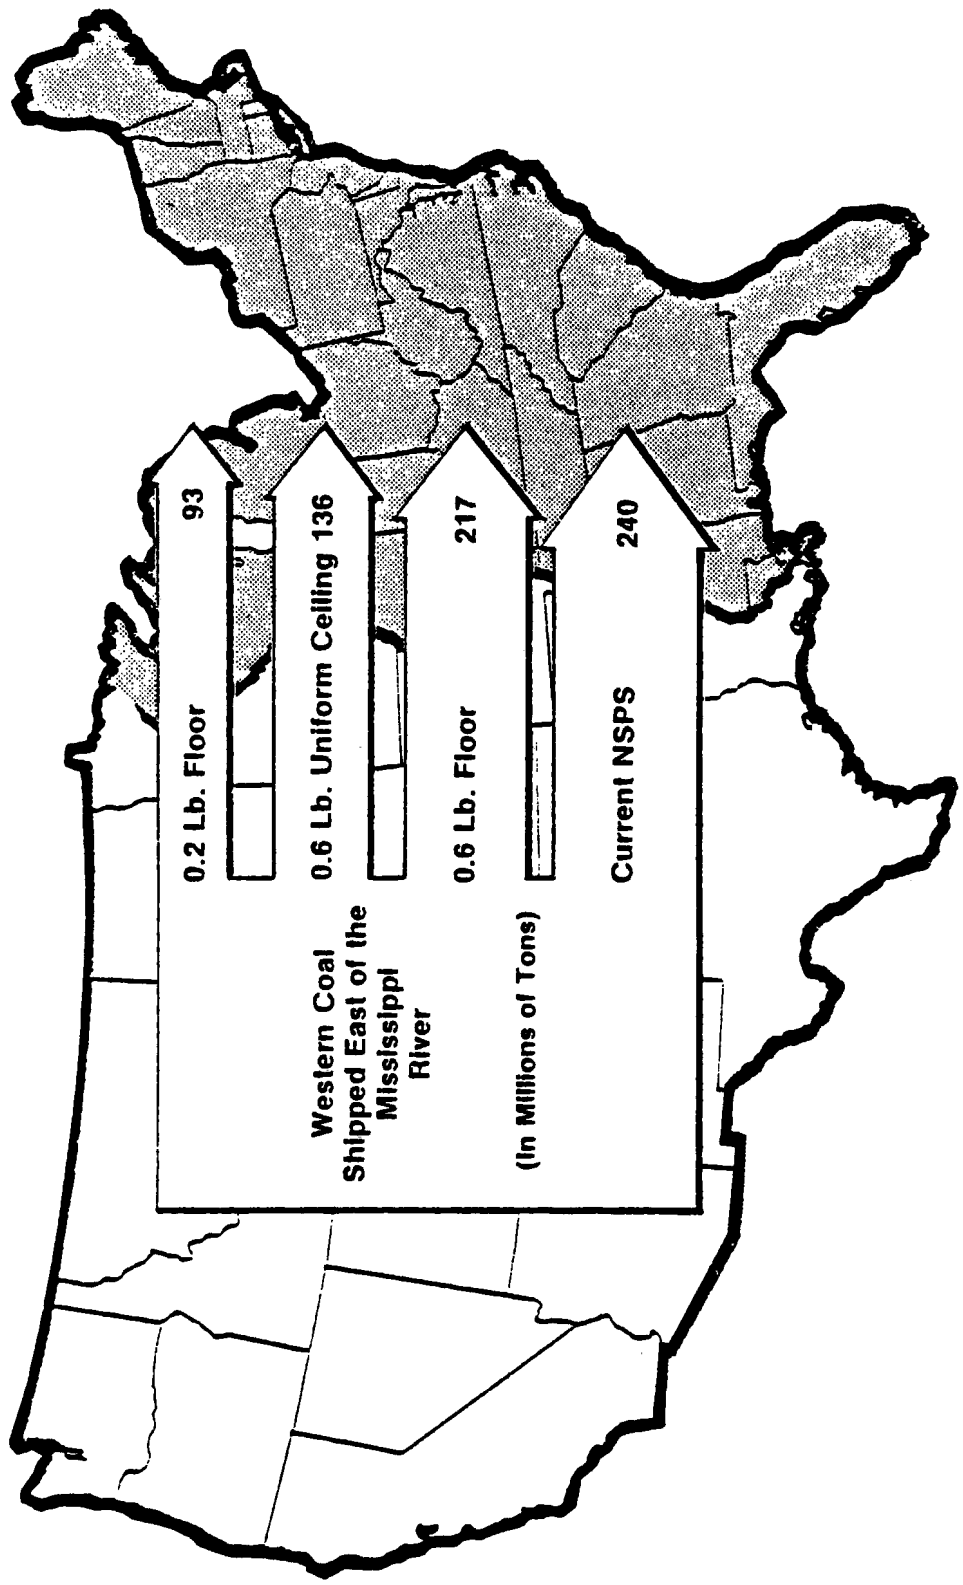 Western Coal
Shipped East of the
Mississippi
River
(In Millions of Tons)
0.2 Lb. Floor 93
0.6 Lb. Uniform Ceiling 136
0.6 Lb. Floor 217
Current NSPS 240